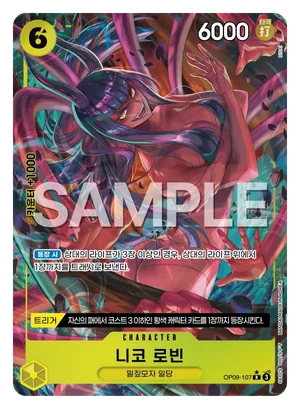 6
6000
타격
打
카운터 +1000
SAMPLE
등장 시 상대의 라이프가 3장 이상인 경우, 상대의 라이프 위에서
1장까지를 트래시로 보낸다.
트리거 자신의 패에서 코스트 3 이하인 황색 캐릭터 카드를 1장까지 등장시킨다.
CHARACTER
니코 로빈
밀짚모자 일당
OP09-107 R 3